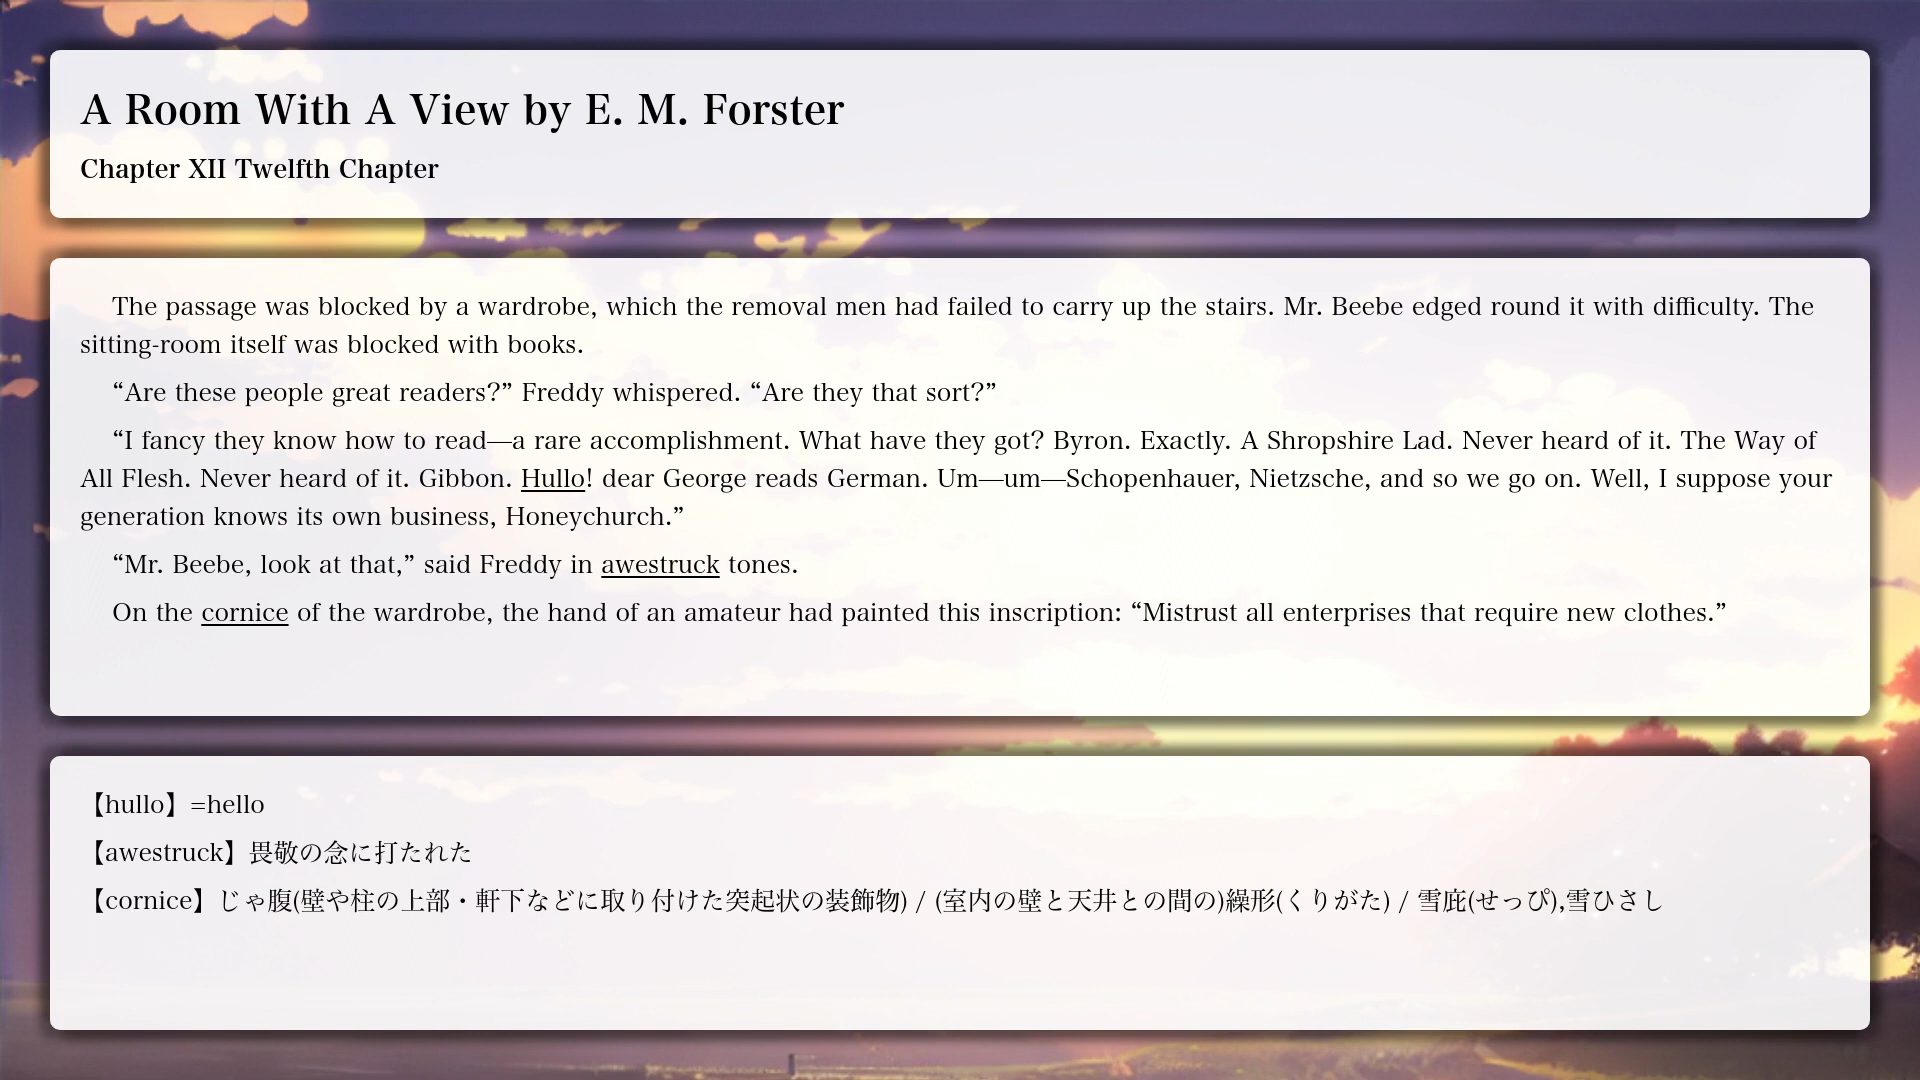 A Room With A View by E. M. Forster
Chapter XII Twelfth Chapter
The passage was blocked by a wardrobe, which the removal men had failed to carry up the stairs. Mr. Beebe edged round it with difficulty. The
sitting-room itself was blocked with books.
“Are these people great readers?” Freddy whispered. “Are they that sort?”
“I fancy they know how to read—a rare accomplishment. What have they got? Byron. Exactly. A Shropshire Lad. Never heard of it. The Way of
All Flesh. Never heard of it. Gibbon. Hullo! dear George reads German. Um—um—Schopenhauer, Nietzsche, and so we go on. Well, I suppose your
generation knows its own business, Honeychurch.”
“Mr. Beebe, look at that,” said Freddy in awestruck tones.
On the cornice of the wardrobe, the hand of an amateur had painted this inscription: “Mistrust all enterprises that require new clothes.”
【hullo】=hello
【awestruck】畏敬の念に打たれた
【cornice】じゃ腹(壁や柱の上部・軒下などに取り付けた突起状の装飾物) / (室内の壁と天井との間の)繰形(くりがた) / 雪庇(せっぴ),雪ひさし